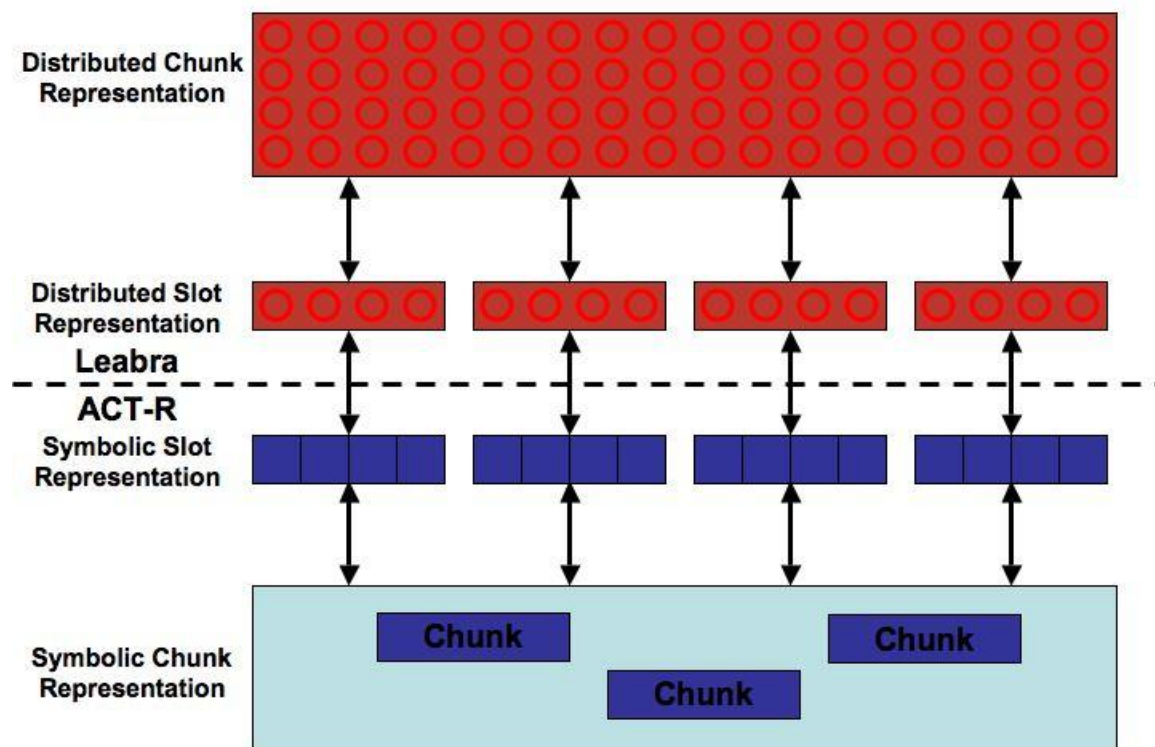 Distributed Chunk
Representation
Distributed Slot
Representation
Leabra
ACT-R
Symbolic Slot
Representation
Chunk
Chunk
Chunk
Symbolic Chunk
Representation